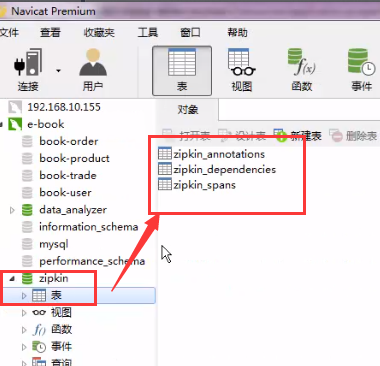 Navicat Premium
文件 查看 收藏夹 工具 窗口 帮助
连接 用户 表 视图 函数 事件
f(x)
192.168.10.155
e-book
book-order
book-product
book-trade
book-user
data_analyzer
information_schema
mysql
performance_schema
zipkin
表
视图
f() 函数
事件
查询
对象
打开表 设计表 新建表 删除表
zipkin_annotations
zipkin_dependencies
zipkin_spans